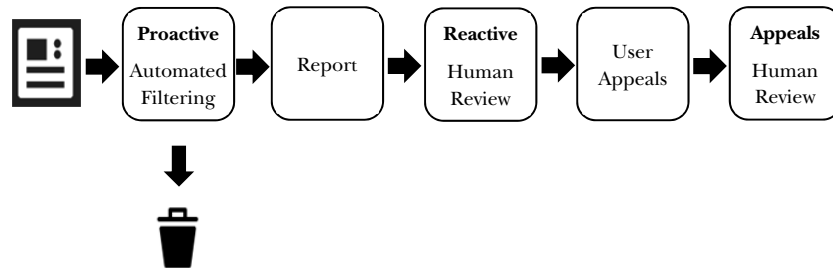 Proactive
Automated
Filtering
Report
Reactive
Human
Review
User
Appeals
Appeals
Human
Review